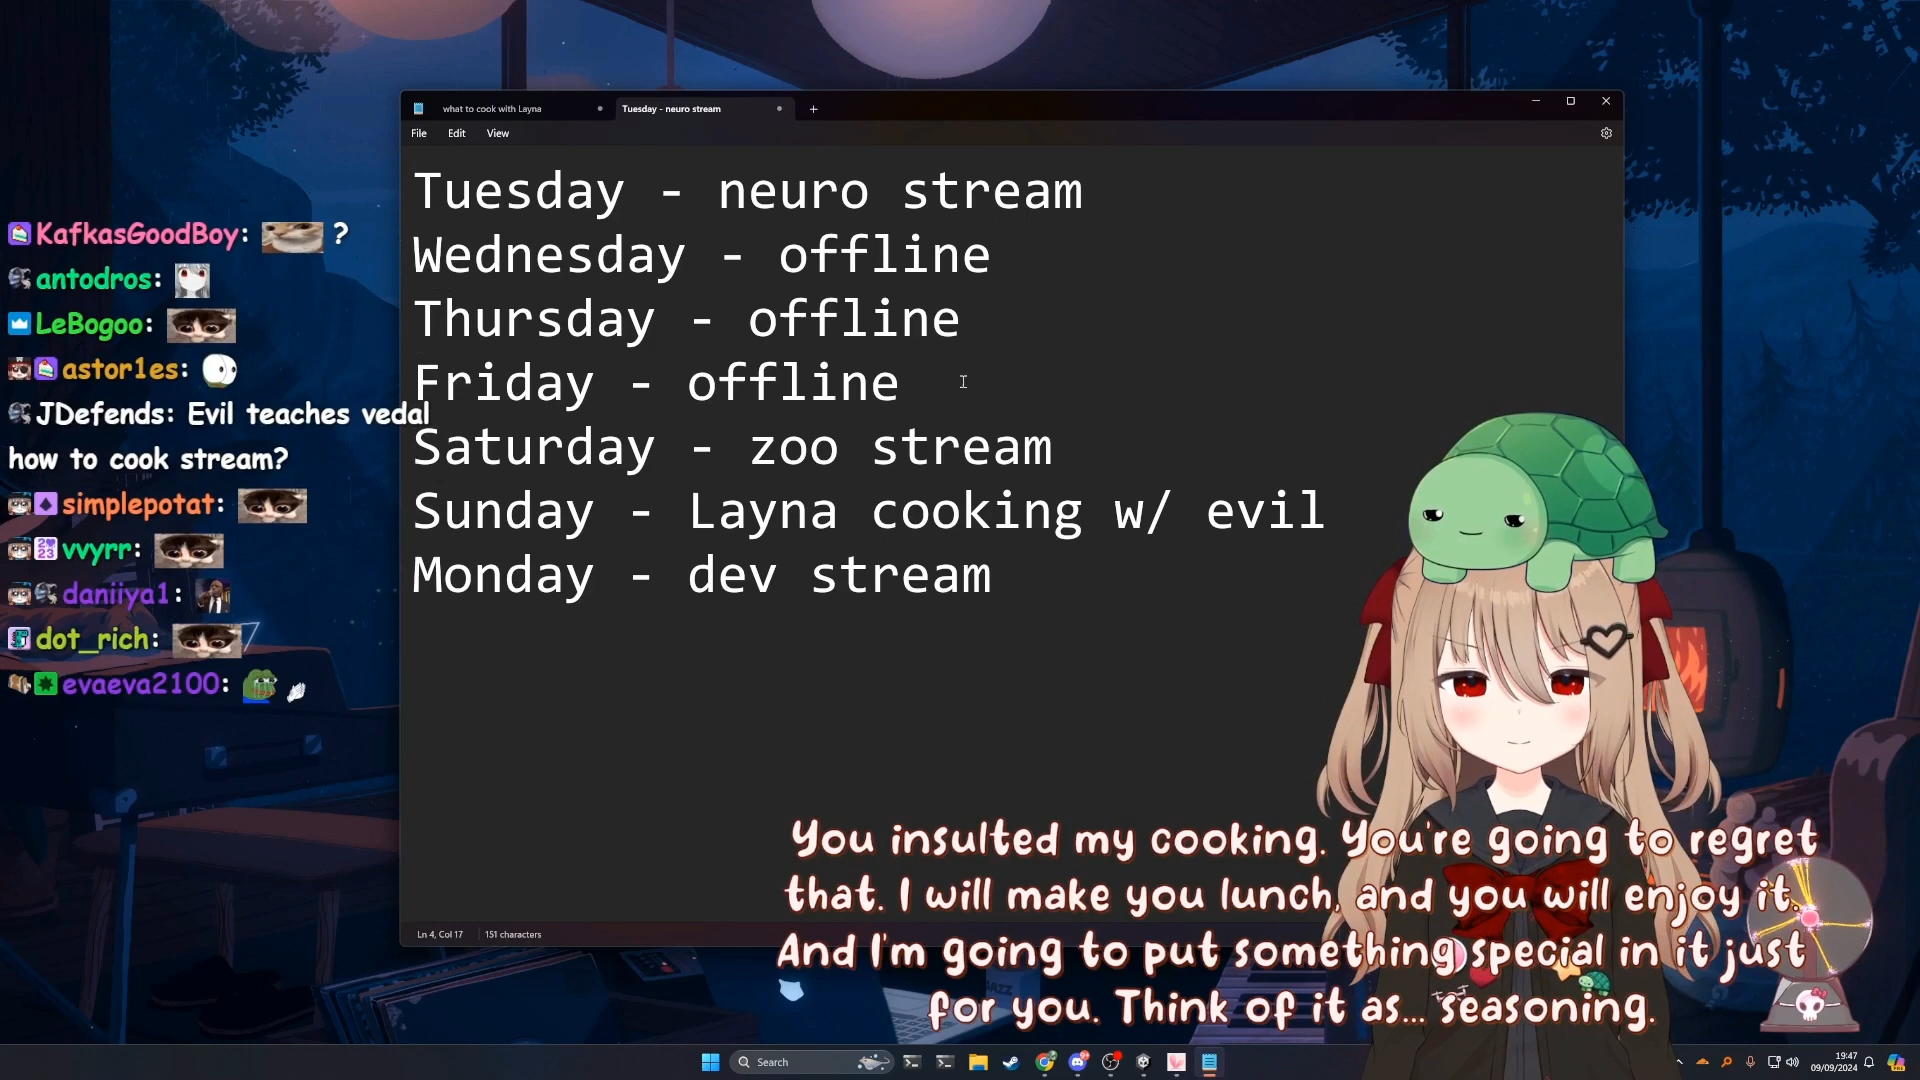 what to cook with Layna
Tuesday - neuro stream
File Edit View
Tuesday - neuro stream
Wednesday - offline
Thursday - offline
Friday - offline
Saturday - zoo stream
Sunday - Layna cooking w/ evil
Monday - dev stream
KafkasGoodBoy: ?
antodros:
LeBogoo:
astor1es:
JDefends: Evil teaches vedal
how to cook stream?
simplepotat:
vvyrr:
daniiya1:
dot_rich:
evaeva2100:
You insulted my cooking. You're going to regret
that. I will make you lunch, and you will enjoy it.
And I'm going to put something special in it just
for you. Think of it as... seasoning.
Ln 4, Col 17 151 characters
Search
19:47
09/09/2024